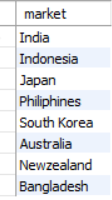 market
India
Indonesia
Japan
Philiphines
South Korea
Australia
Newzealand
Bangladesh